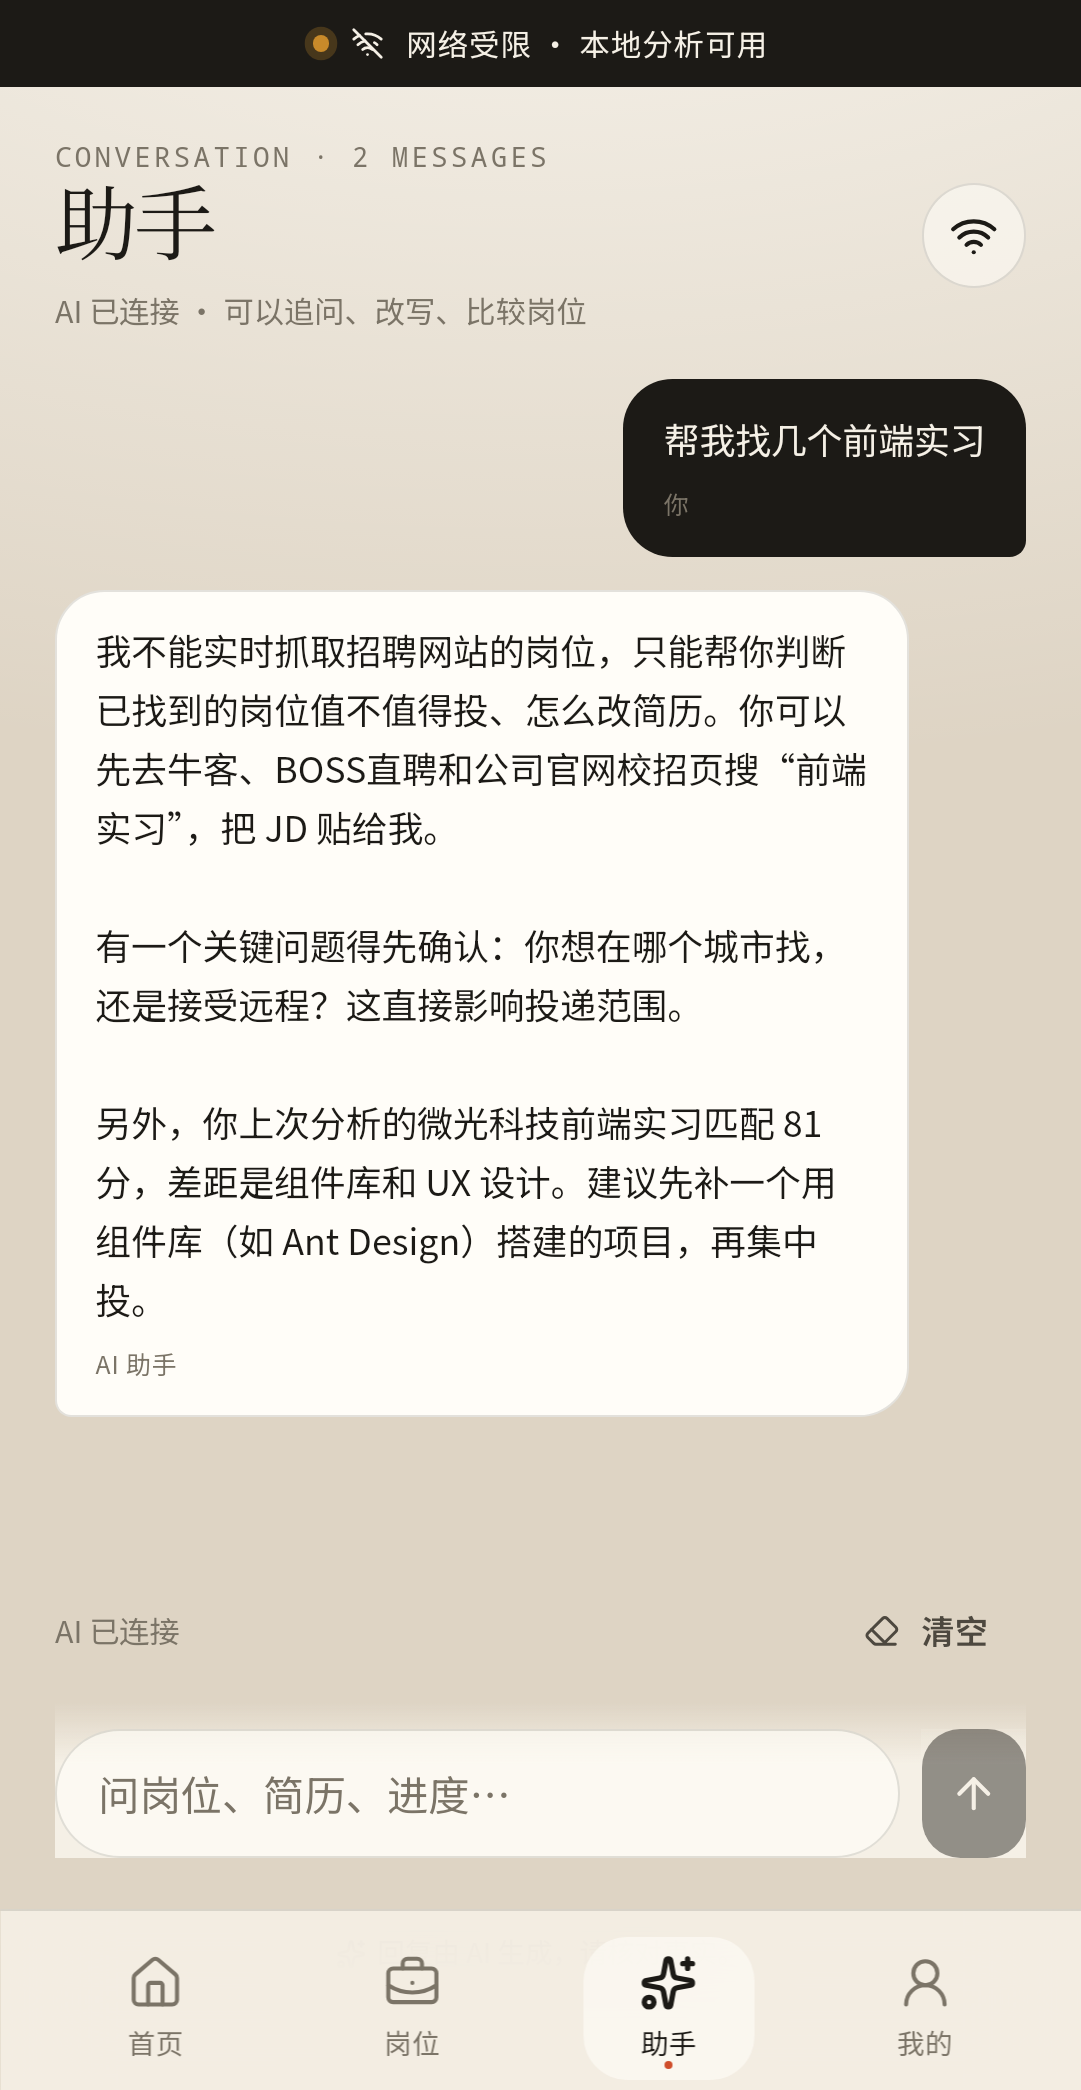 网络受限 • 本地分析可用
CONVERSATION · 2 MESSAGES
助手
AI 已连接 • 可以追问、改写、比较岗位
帮我找几个前端实习
你
我不能实时抓取招聘网站的岗位，只能帮你判断
已找到的岗位值不值得投、怎么改简历。你可以
先去牛客、BOSS直聘和公司官网校招页搜“前端
实习”，把 JD 贴给我。
有一个关键问题得先确认：你想在哪个城市找，
还是接受远程？这直接影响投递范围。
另外，你上次分析的微光科技前端实习匹配 81
分，差距是组件库和 UX 设计。建议先补一个用
组件库（如 Ant Design）搭建的项目，再集中
投。
AI 助手
AI 已连接
清空
问岗位、简历、进度…
首页
岗位
助手
我的